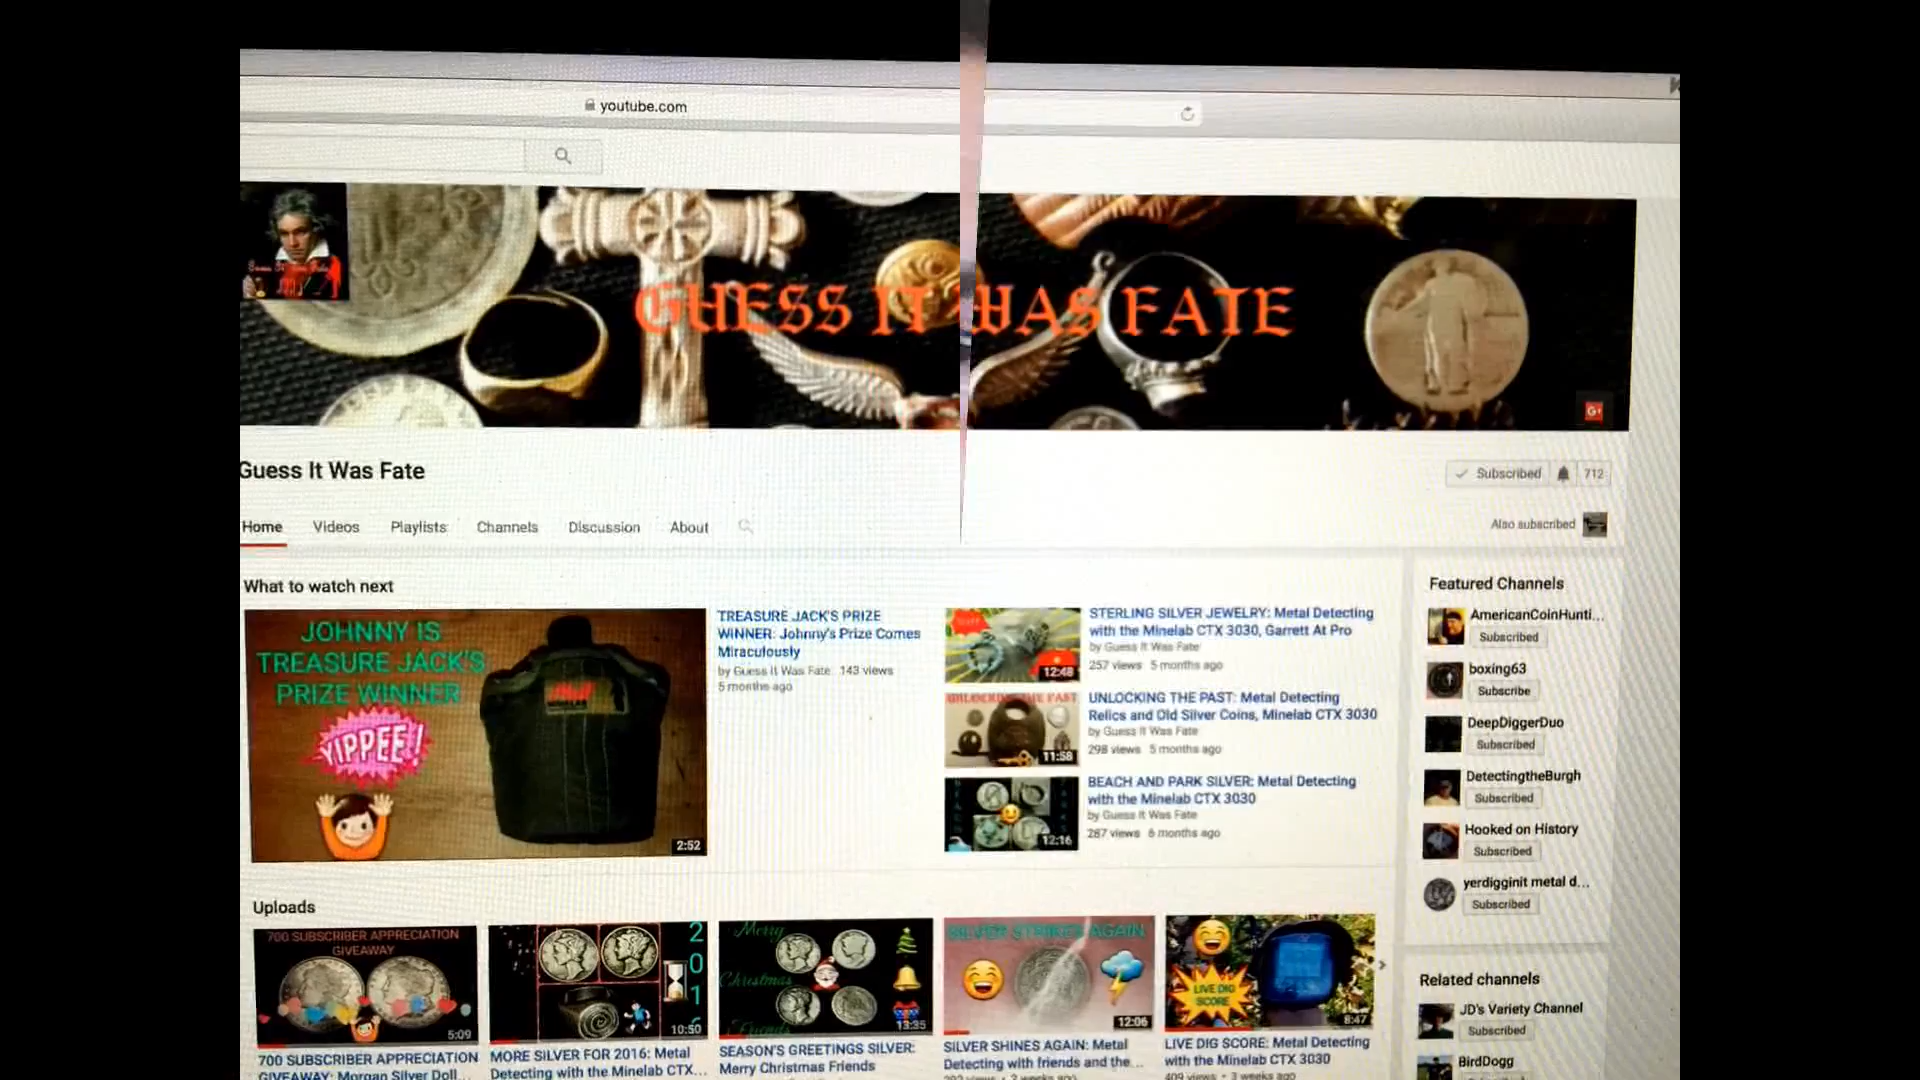 youtube.com
GUESS IT WAS FATE
Guess It Was Fate
Subscribed 712
Home Videos Playlists Channels Discussion About
Also subscribed
What to watch next
JOHNNY IS
TREASURE JACK'S
PRIZE WINNER
YIPPEE!
2:52
TREASURE JACK'S PRIZE
WINNER: Johnny's Prize Comes
Miraculously
by Guess It Was Fate 143 views
5 months ago
12:48
STERLING SILVER JEWELRY: Metal Detecting
with the Minelab CTX 3030, Garrett At Pro
by Guess It Was Fate
257 views 5 months ago
UNLOCKING THE PAST
11:58
UNLOCKING THE PAST: Metal Detecting
Relics and Old Silver Coins, Minelab CTX 3030
by Guess It Was Fate
298 views 5 months ago
12:16
BEACH AND PARK SILVER: Metal Detecting
with the Minelab CTX 3030
by Guess It Was Fate
287 views 6 months ago
Featured Channels
AmericanCoinHunti...
Subscribed
boxing63
Subscribe
DeepDiggerDuo
Subscribed
DetectingtheBurgh
Subscribed
Hooked on History
Subscribed
yerdigginit metal d...
Subscribed
Uploads
700 SUBSCRIBER APPRECIATION
GIVEAWAY
5:09
700 SUBSCRIBER APPRECIATION
GIVEAWAY: Morgan Silver Doll...
2
0
1
10:50
MORE SILVER FOR 2016: Metal
Detecting with the Minelab CTX...
Merry
Christmas
Friends
13:35
SEASON'S GREETINGS SILVER:
Merry Christmas Friends
SILVER STRIKES AGAIN
12:06
SILVER SHINES AGAIN: Metal
Detecting with friends and the...
LIVE DIG
SCORE
8:47
LIVE DIG SCORE: Metal Detecting
with the Minelab CTX 3030
409 views • 3 weeks ago
Related channels
JD's Variety Channel
Subscribed
BirdDogg